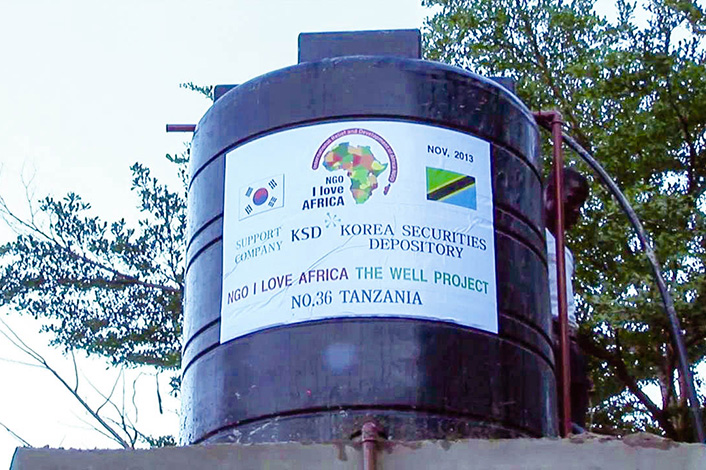 NOV, 2013
NGO
I love
AFRICA
SUPPORT
COMPANY
KSD KOREA SECURITIES
DEPOSITORY
NGO I LOVE AFRICA THE WELL PROJECT
NO,36 TANZANIA